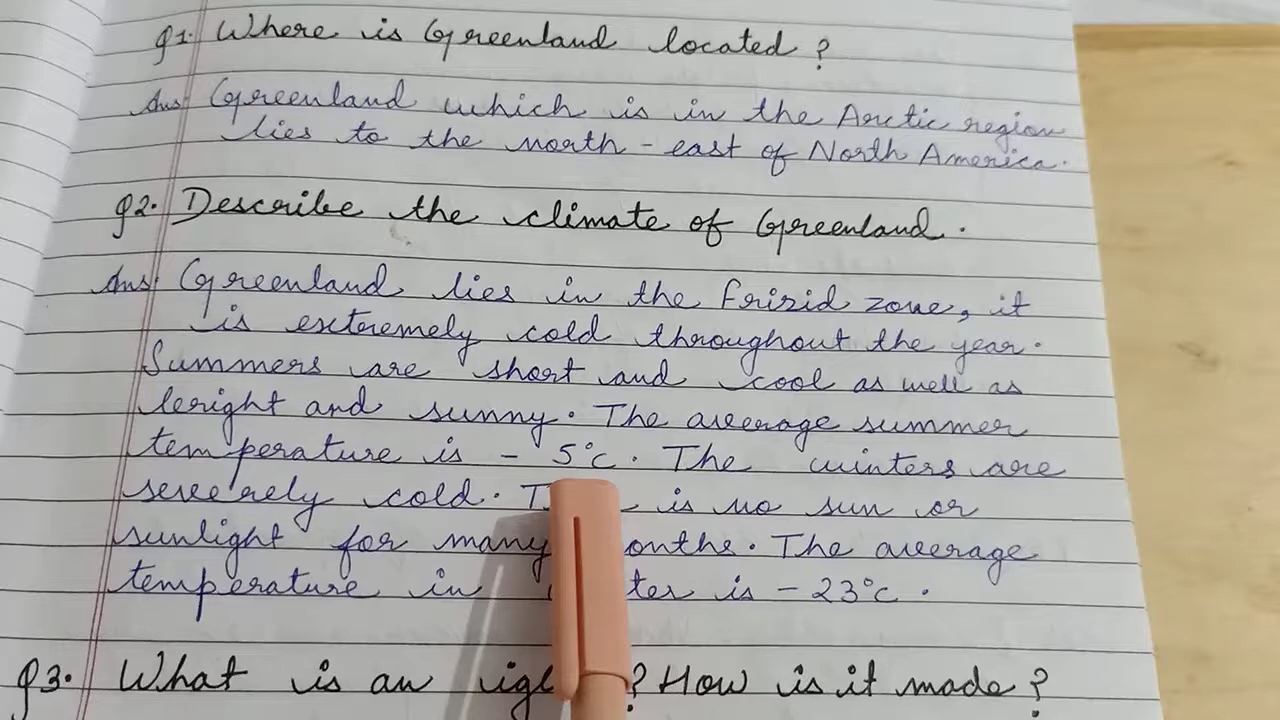 Q1. Where is Greenland located?
Ans Greenland which is in the Arctic region
lies to the north-east of North America.
Q2. Describe the climate of Greenland.
Ans Greenland lies in the Frizid zone, it
is extremely cold throughout the year.
Summers are short and cool as well as
bright and sunny. The average summer
temperature is - 5°C. The winters are
severely cold. is no sun or
sunlight for many. The average
temperature in is - 23°C.
Q3. What is an ? How is it made?